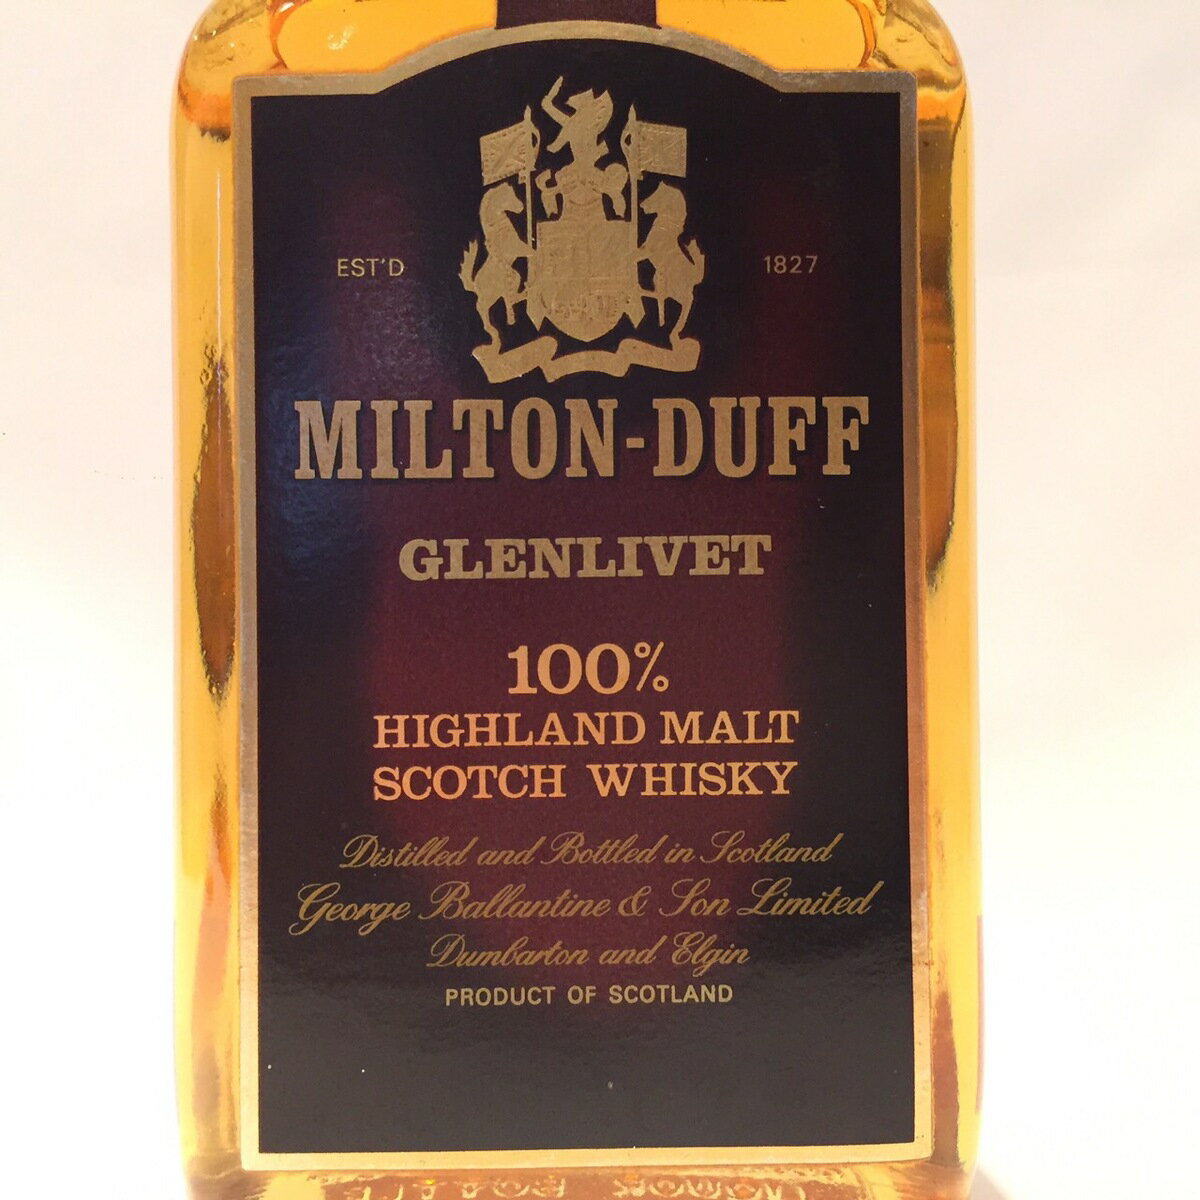 EST'D 1827
MILTON-DUFF
GLENLIVET
100%
HIGHLAND MALT
SCOTCH WHISKY
Distilled and Bottled in Scotland
George Ballantine & Son Limited
Dumbarton and Elgin
PRODUCT OF SCOTLAND